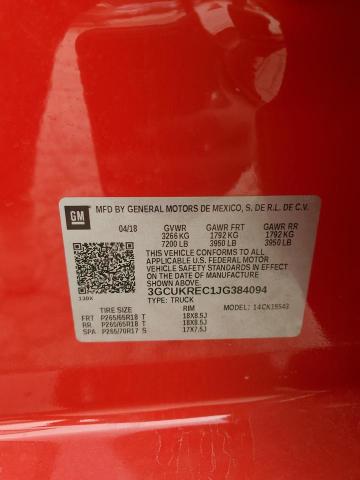 GM
MFD BY GENERAL MOTORS DE MEXICO, S. DE R.L. DE C.V.
04/18 GVWR GAWR FRT GAWR RR
3266 KG 1792 KG 1792 KG
7200 LB 3950 LB 3950 LB
THIS VEHICLE CONFORMS TO ALL APPLICABLE
U.S. FEDERAL MOTOR VEHICLE SAFETY AND
THEFT PREVENTION STANDARDS IN EFFECT
ON THE DATE OF MANUFACTURE
SHOWN ABOVE.
3GCUKREC1JG384094
TYPE: TRUCK
MODEL: 14CK15543
TIRE SIZE RIM
FRT P265/65R18 T 18X8.5J
RR P265/65R18 T 18X8.5J
SPA P265/70R17 S 17X7.5J